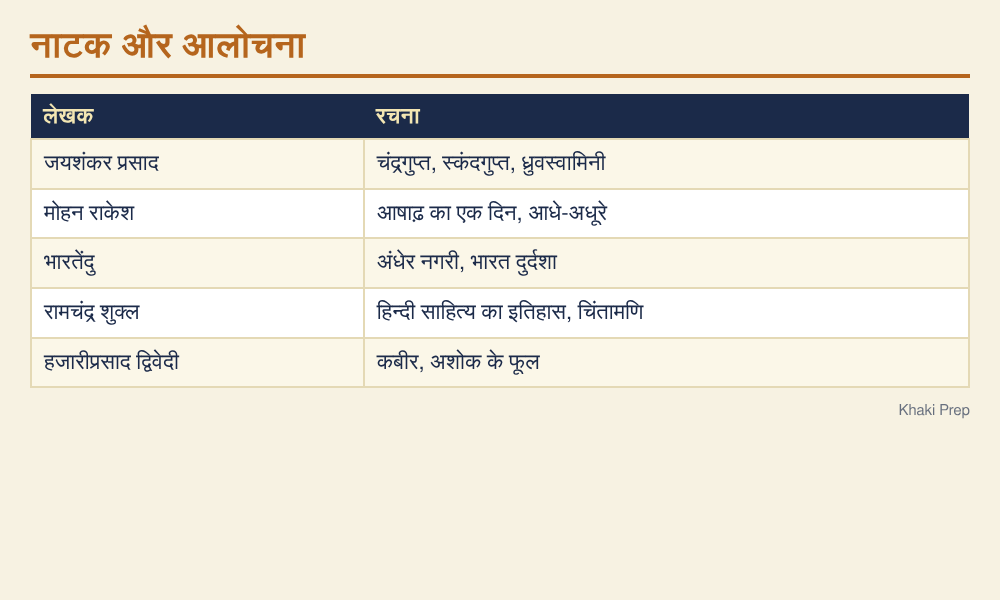 नाटक और आलोचना
लेखक रचना
जयशंकर प्रसाद चंद्रगुप्त, स्कंदगुप्त, ध्रुवस्वामिनी
मोहन राकेश आषाढ़ का एक दिन, आधे-अधूरे
भारतेंदु अंधेर नगरी, भारत दुर्दशा
रामचंद्र शुक्ल हिन्दी साहित्य का इतिहास, चिंतामणि
हजारीप्रसाद द्विवेदी कबीर, अशोक के फूल
Khaki Prep